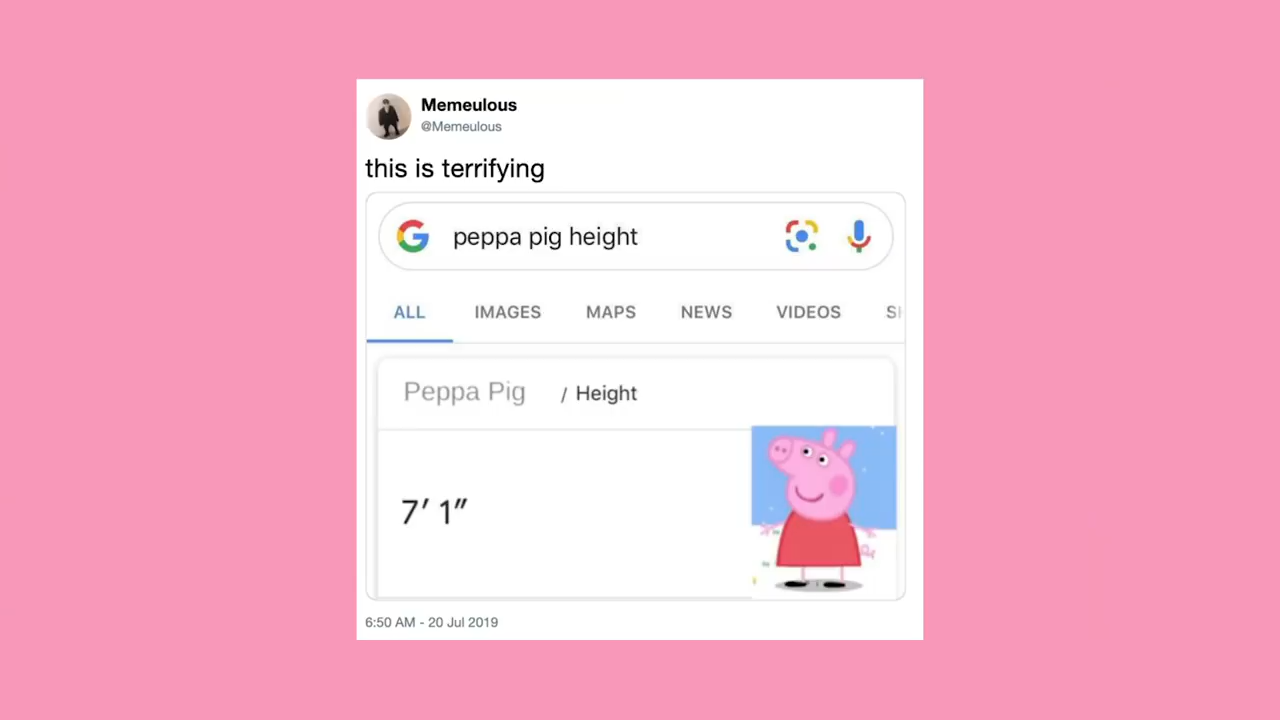 Memeulous
@Memeulous
this is terrifying
peppa pig height
ALL IMAGES MAPS NEWS VIDEOS
Peppa Pig / Height
7' 1"
6:50 AM - 20 Jul 2019